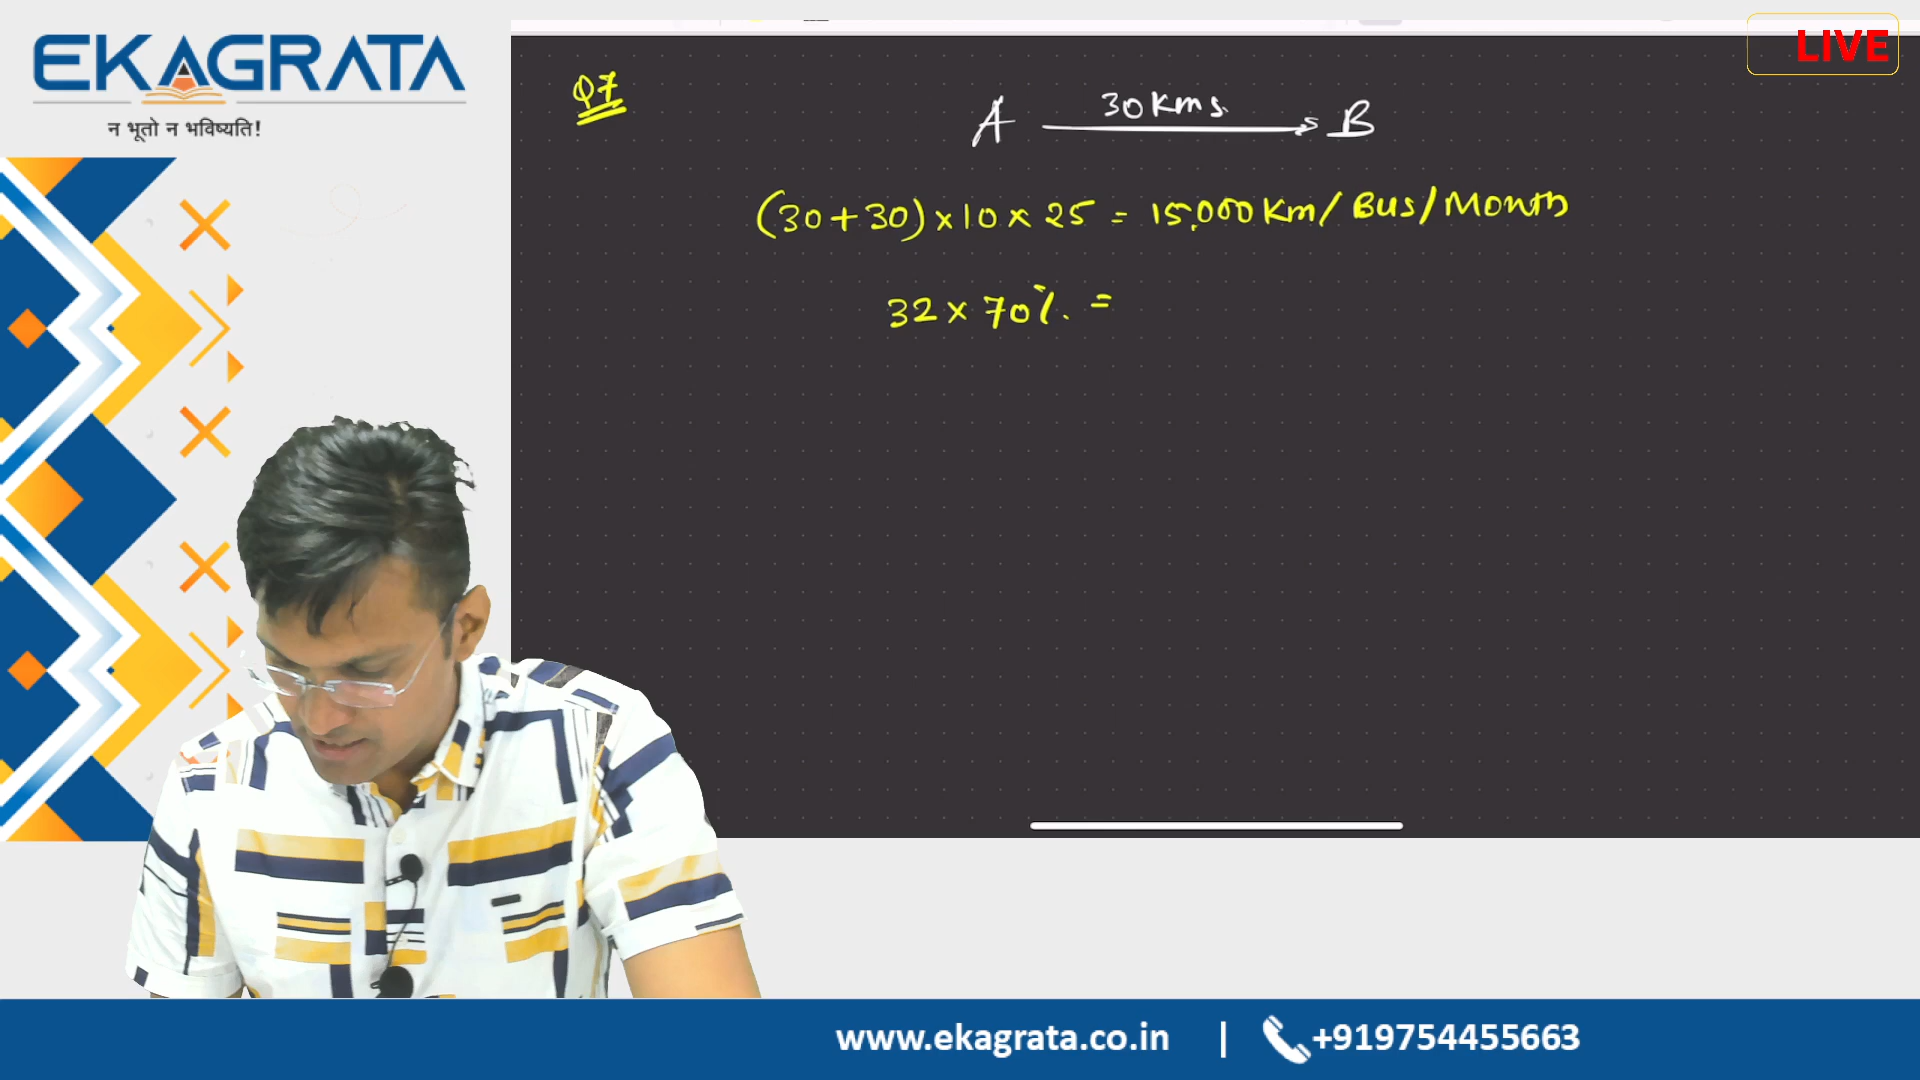 EKAGRATA
न भूतो न भविष्यति!
LIVE
Q7
A 30 Kms. B
(30+30)×10×25 = 15,000 Km/Bus/Month
32×70%. =
www.ekagrata.co.in | +919754455663